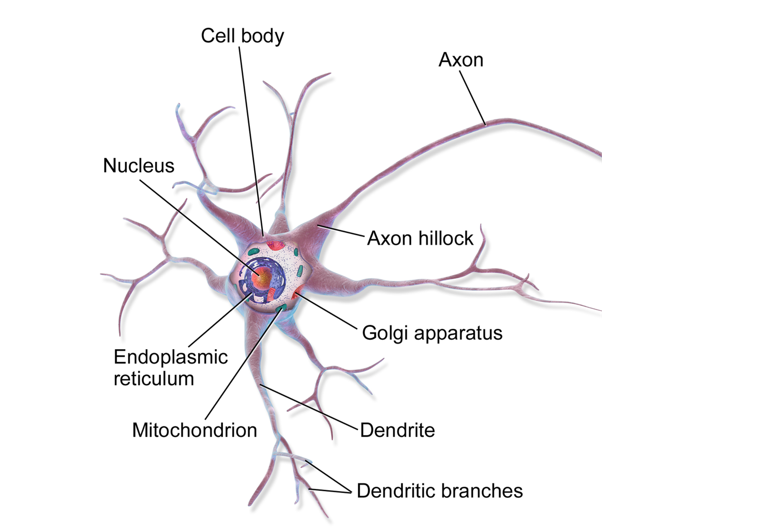 Cell body
Axon
Nucleus
Axon hillock
Golgi apparatus
Endoplasmic
reticulum
Mitochondrion
Dendrite
Dendritic branches